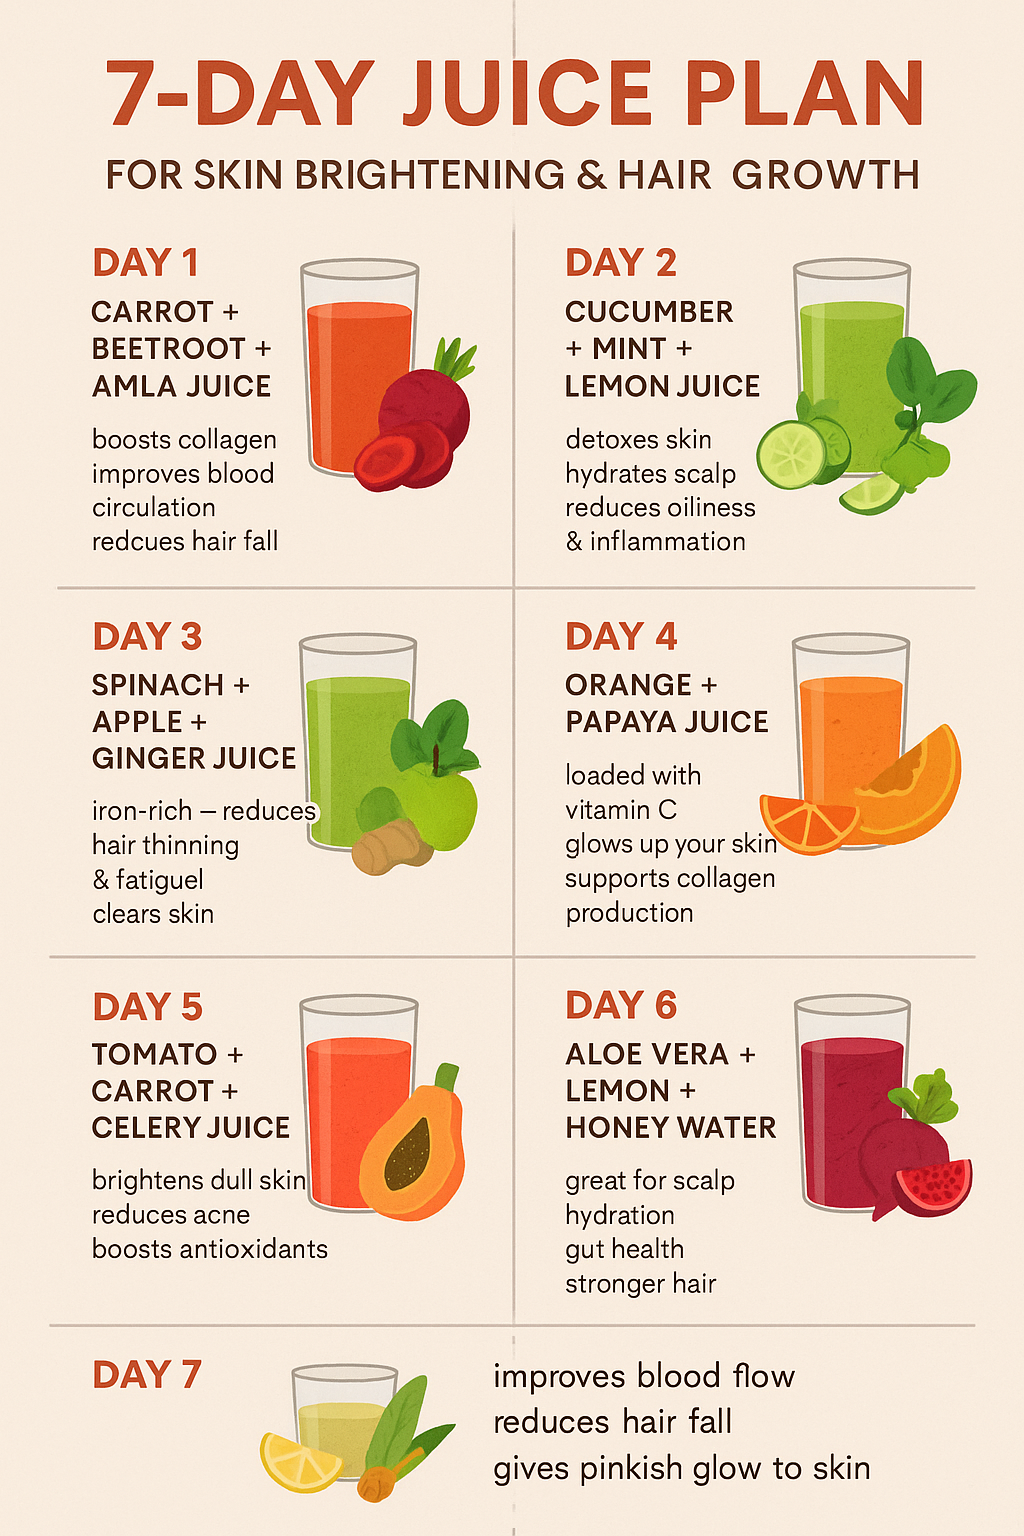 7-DAY JUICE PLAN
FOR SKIN BRIGHTENING & HAIR GROWTH
DAY 1
CARROT +
BEETROOT +
AMLA JUICE
boosts collagen
improves blood
circulation
redcues hair fall
DAY 2
CUCUMBER
+ MINT +
LEMON JUICE
detoxes skin
hydrates scalp
reduces oiliness
& inflammation
DAY 3
SPINACH +
APPLE +
GINGER JUICE
iron-rich – reduces
hair thinning
& fatiguel
clears skin
DAY 4
ORANGE +
PAPAYA JUICE
loaded with
vitamin C
glows up your skin
supports collagen
production
DAY 5
TOMATO +
CARROT +
CELERY JUICE
brightens dull skin
reduces acne
boosts antioxidants
DAY 6
ALOE VERA +
LEMON +
HONEY WATER
great for scalp
hydration
gut health
stronger hair
DAY 7
improves blood flow
reduces hair fall
gives pinkish glow to skin